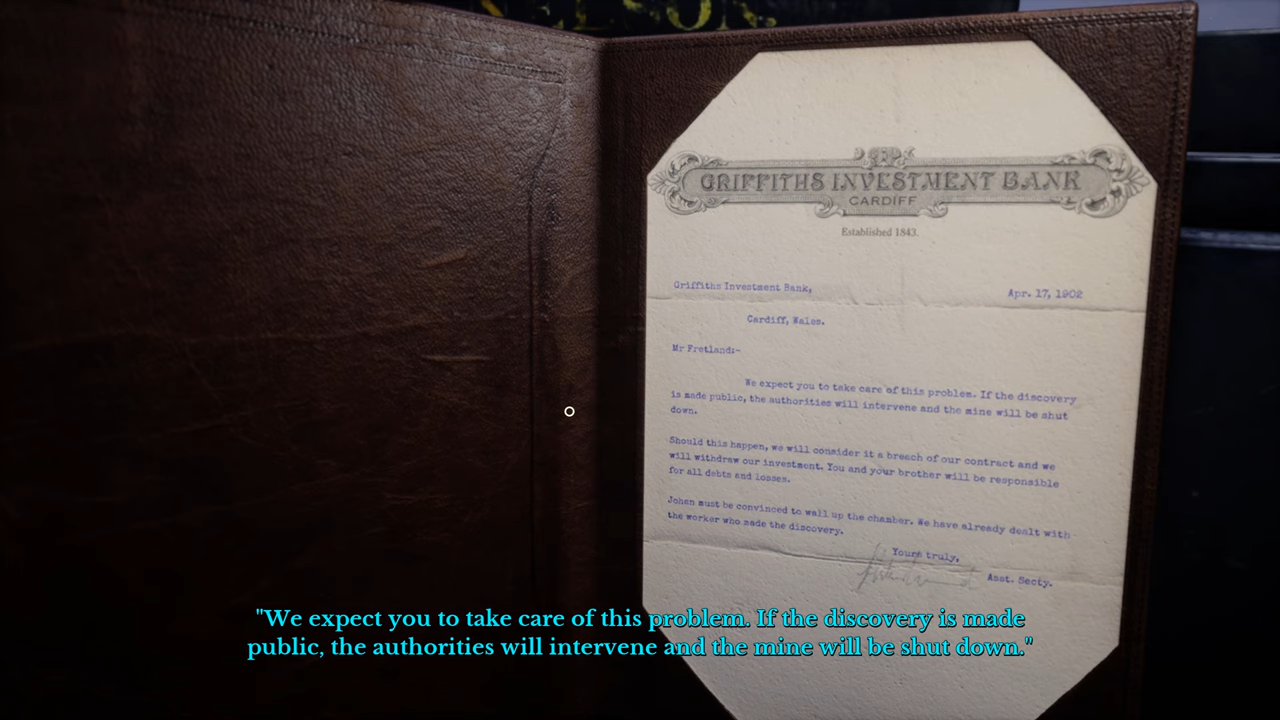 GRIFFITHS INVESTMENT BANK
CARDIFF
Established 1843.
Griffiths Investment Bank,
Apr. 17, 1902
Cardiff, Wales.
Mr Fretland:-
We expect you to take care of this problem. If the discovery
is made public, the authorities will intervene and the mine will be shut
down.
Should this happen, we will consider it a breach of our contract and we
will withdraw our investment. You and your brother will be responsible
for all debts and losses.
Johan must be convinced to wall up the chamber. We have already dealt with
the worker who made the discovery.
Yours truly,
Asst. Secty.
"We expect you to take care of this problem. If the discovery is made
public, the authorities will intervene and the mine will be shut down."